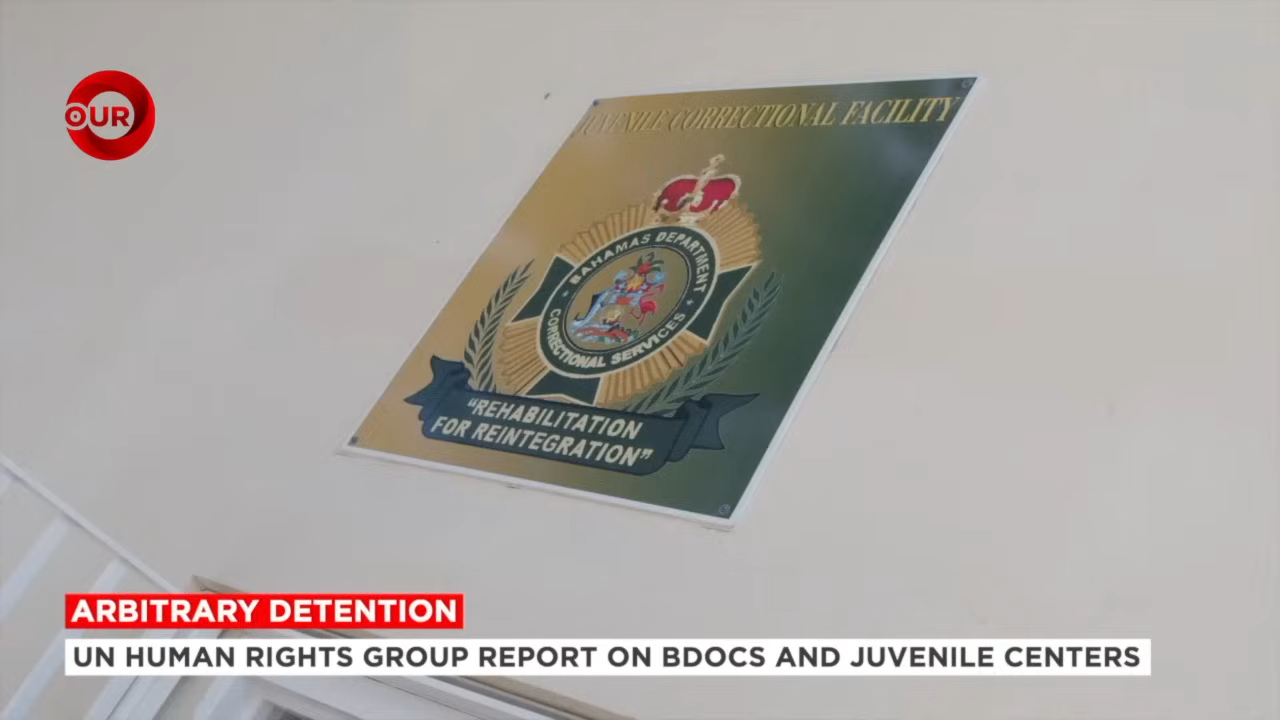 OUR
JUVENILE CORRECTIONAL FACILITY
BAHAMAS DEPARTMENT
CORRECTIONAL SERVICES
"REHABILITATION
FOR REINTEGRATION"
ARBITRARY DETENTION
UN HUMAN RIGHTS GROUP REPORT ON BDOCS AND JUVENILE CENTERS